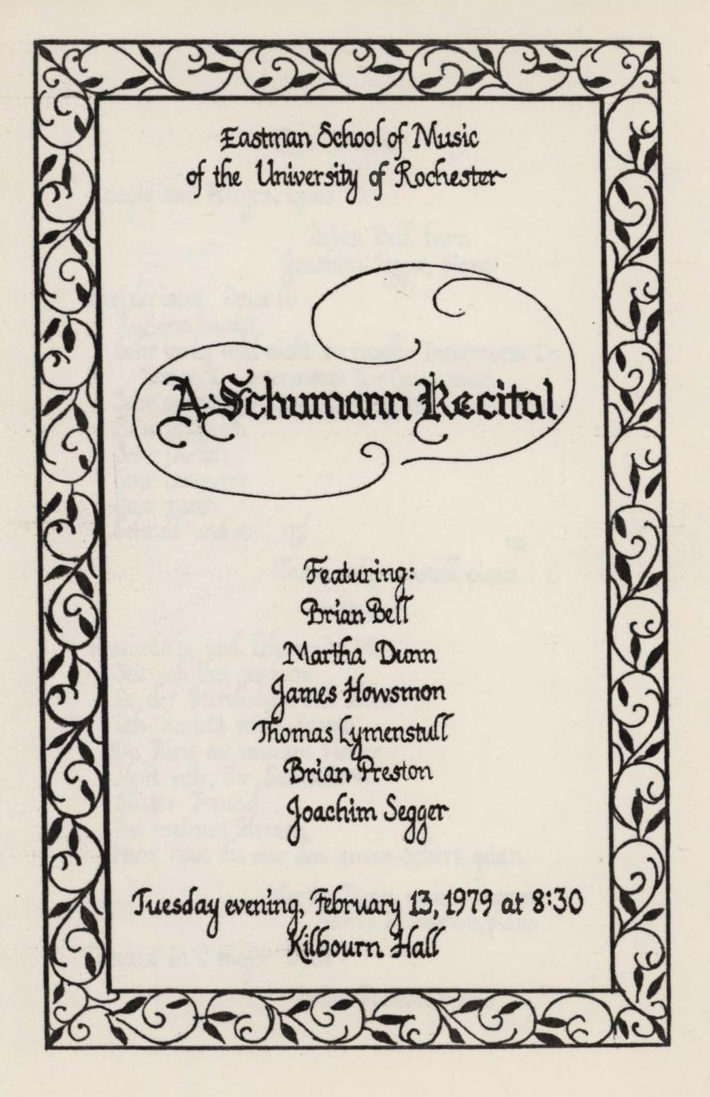 Eastman School of Music
of the University of Rochester
A Schumann Recital
Featuring:
Brian Bell
Martha Dunn
James Howsmon
Thomas Lymenstull
Brian Preston
Joachim Segger
Tuesday evening, February 13, 1979 at 8:30
Kilbourn Hall